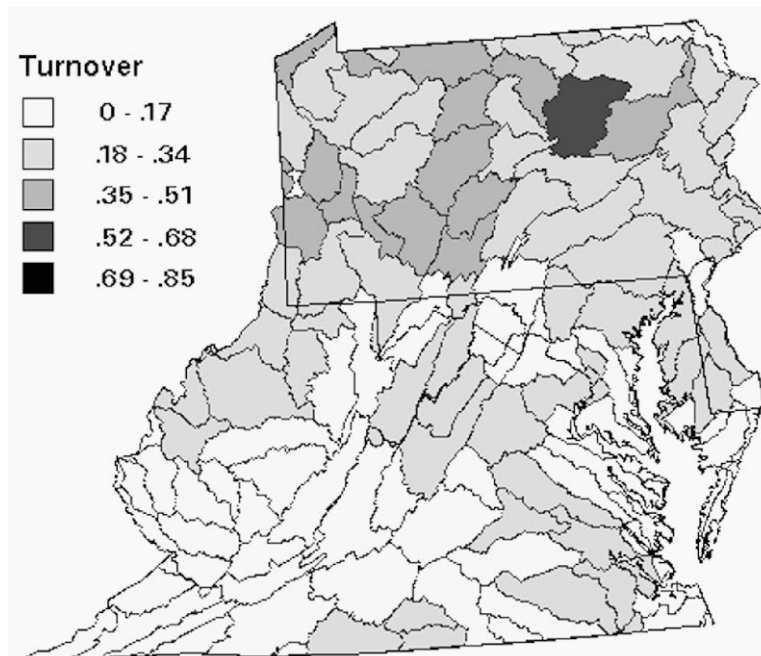 Turnover
0 - .17
.18 - .34
.35 - .51
.52 - .68
.69 - .85